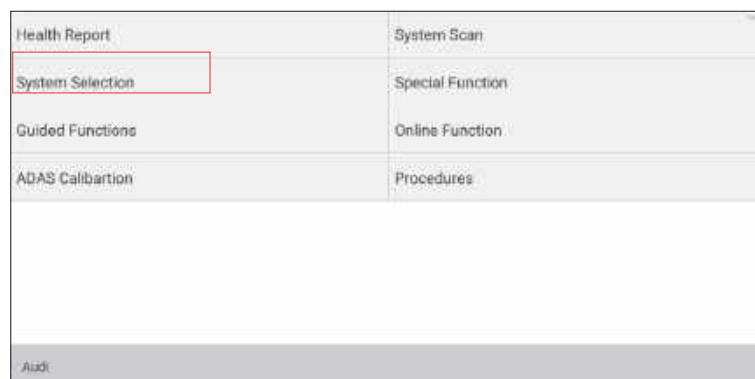 Health Report
System Scan
System Selection
Special Function
Guided Functions
Online Function
ADAS Calibartion
Procedures
Audi